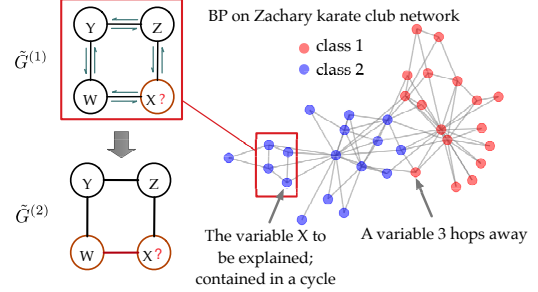 BP on Zachary karate club network
class 1
class 2
G̃⁽¹⁾
Y
Z
W
X ?
G̃⁽²⁾
Y
Z
W
X ?
The variable X to
be explained;
contained in a cycle
A variable 3 hops away